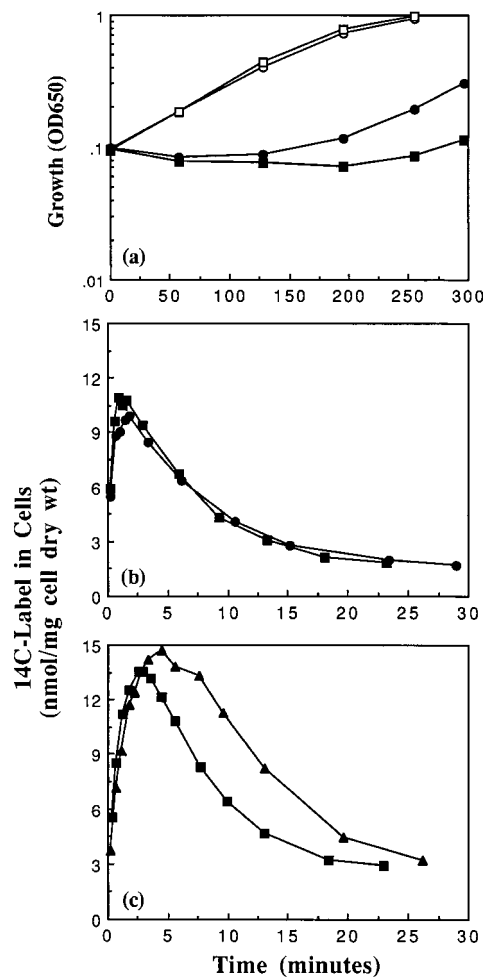 1
.1
.01
Growth (OD650)
(a)
0 50 100 150 200 250 300
15
12
9
6
3
0
(b)
0 5 10 15 20 25 30
14C-Label in Cells
(nmol/mg cell dry wt)
15
12
9
6
3
0
(c)
0 5 10 15 20 25 30
Time (minutes)